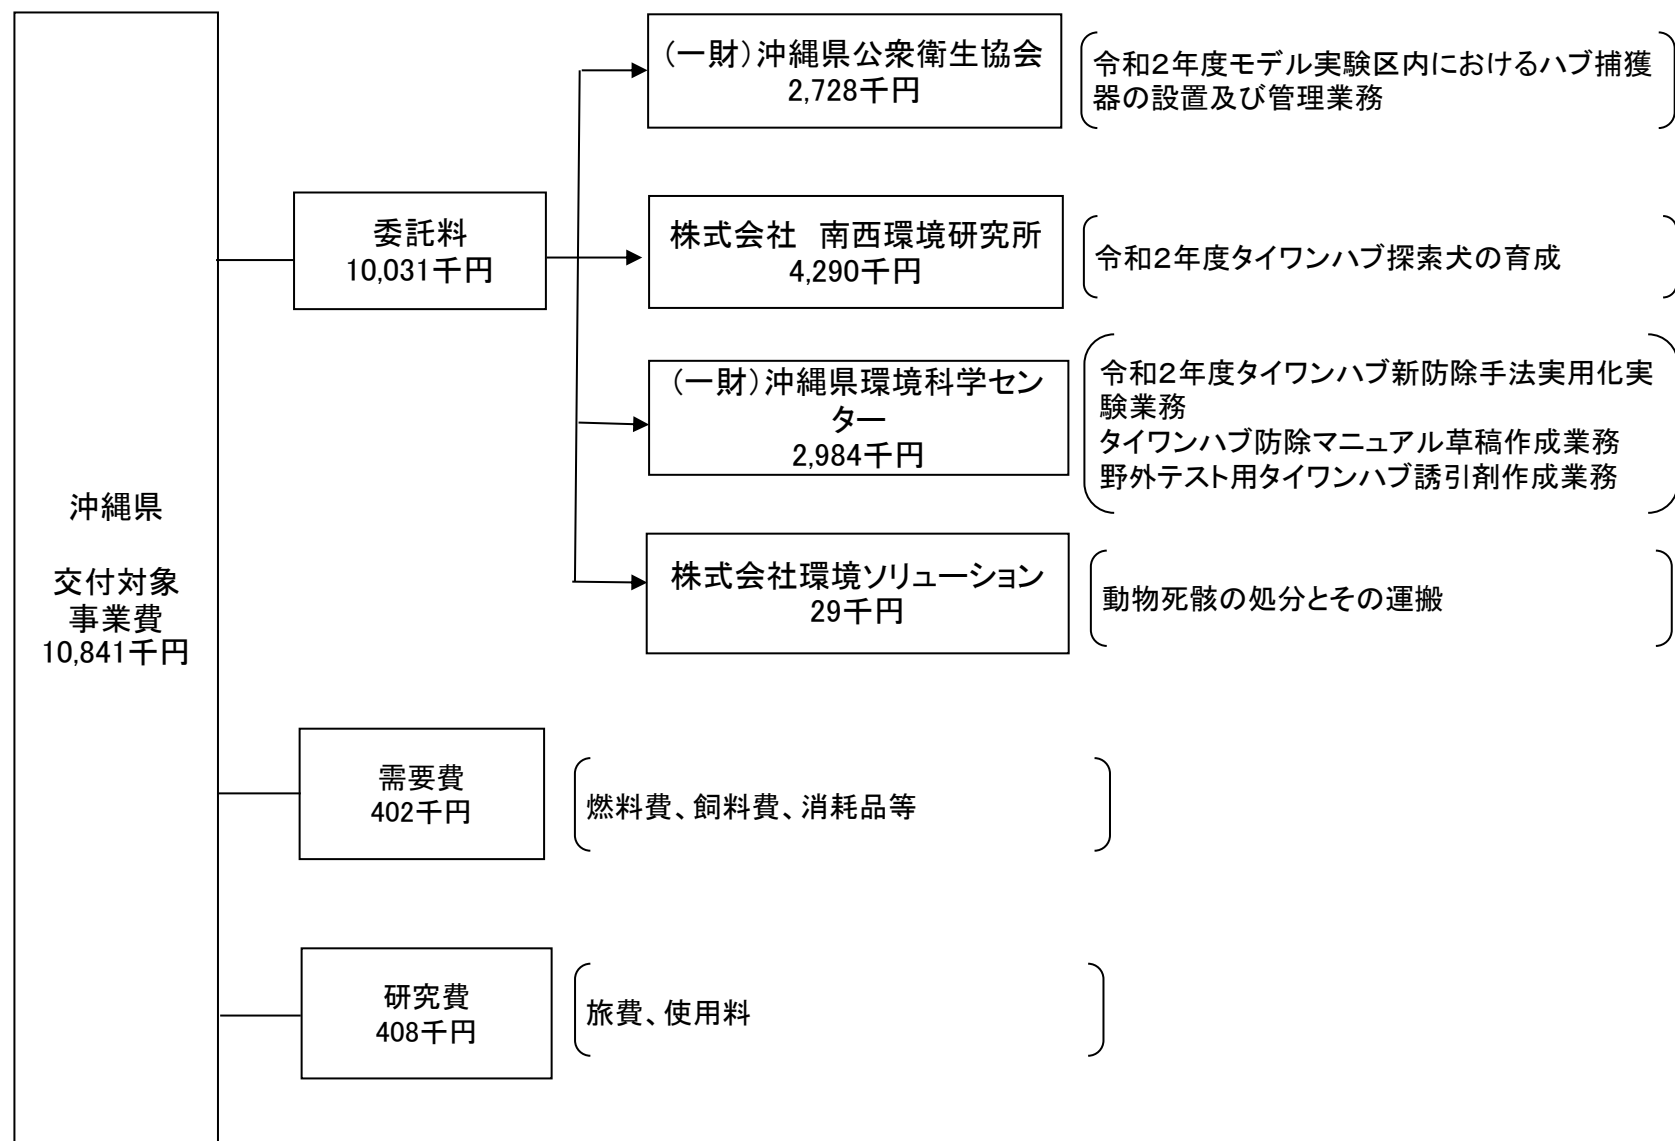 沖縄県
交付対象
事業費
10,841千円
委託料
10,031千円
(一財)沖縄県公衆衛生協会
2,728千円
令和2年度モデル実験区内におけるハブ捕獲
器の設置及び管理業務
株式会社 南西環境研究所
4,290千円
令和2年度タイワンハブ探索犬の育成
(一財)沖縄県環境科学セン
ター
2,984千円
令和2年度タイワンハブ新防除手法実用化実
験業務
タイワンハブ防除マニュアル草稿作成業務
野外テスト用タイワンハブ誘引剤作成業務
株式会社環境ソリューション
29千円
動物死骸の処分とその運搬
需要費
402千円
燃料費、飼料費、消耗品等
研究費
408千円
旅費、使用料